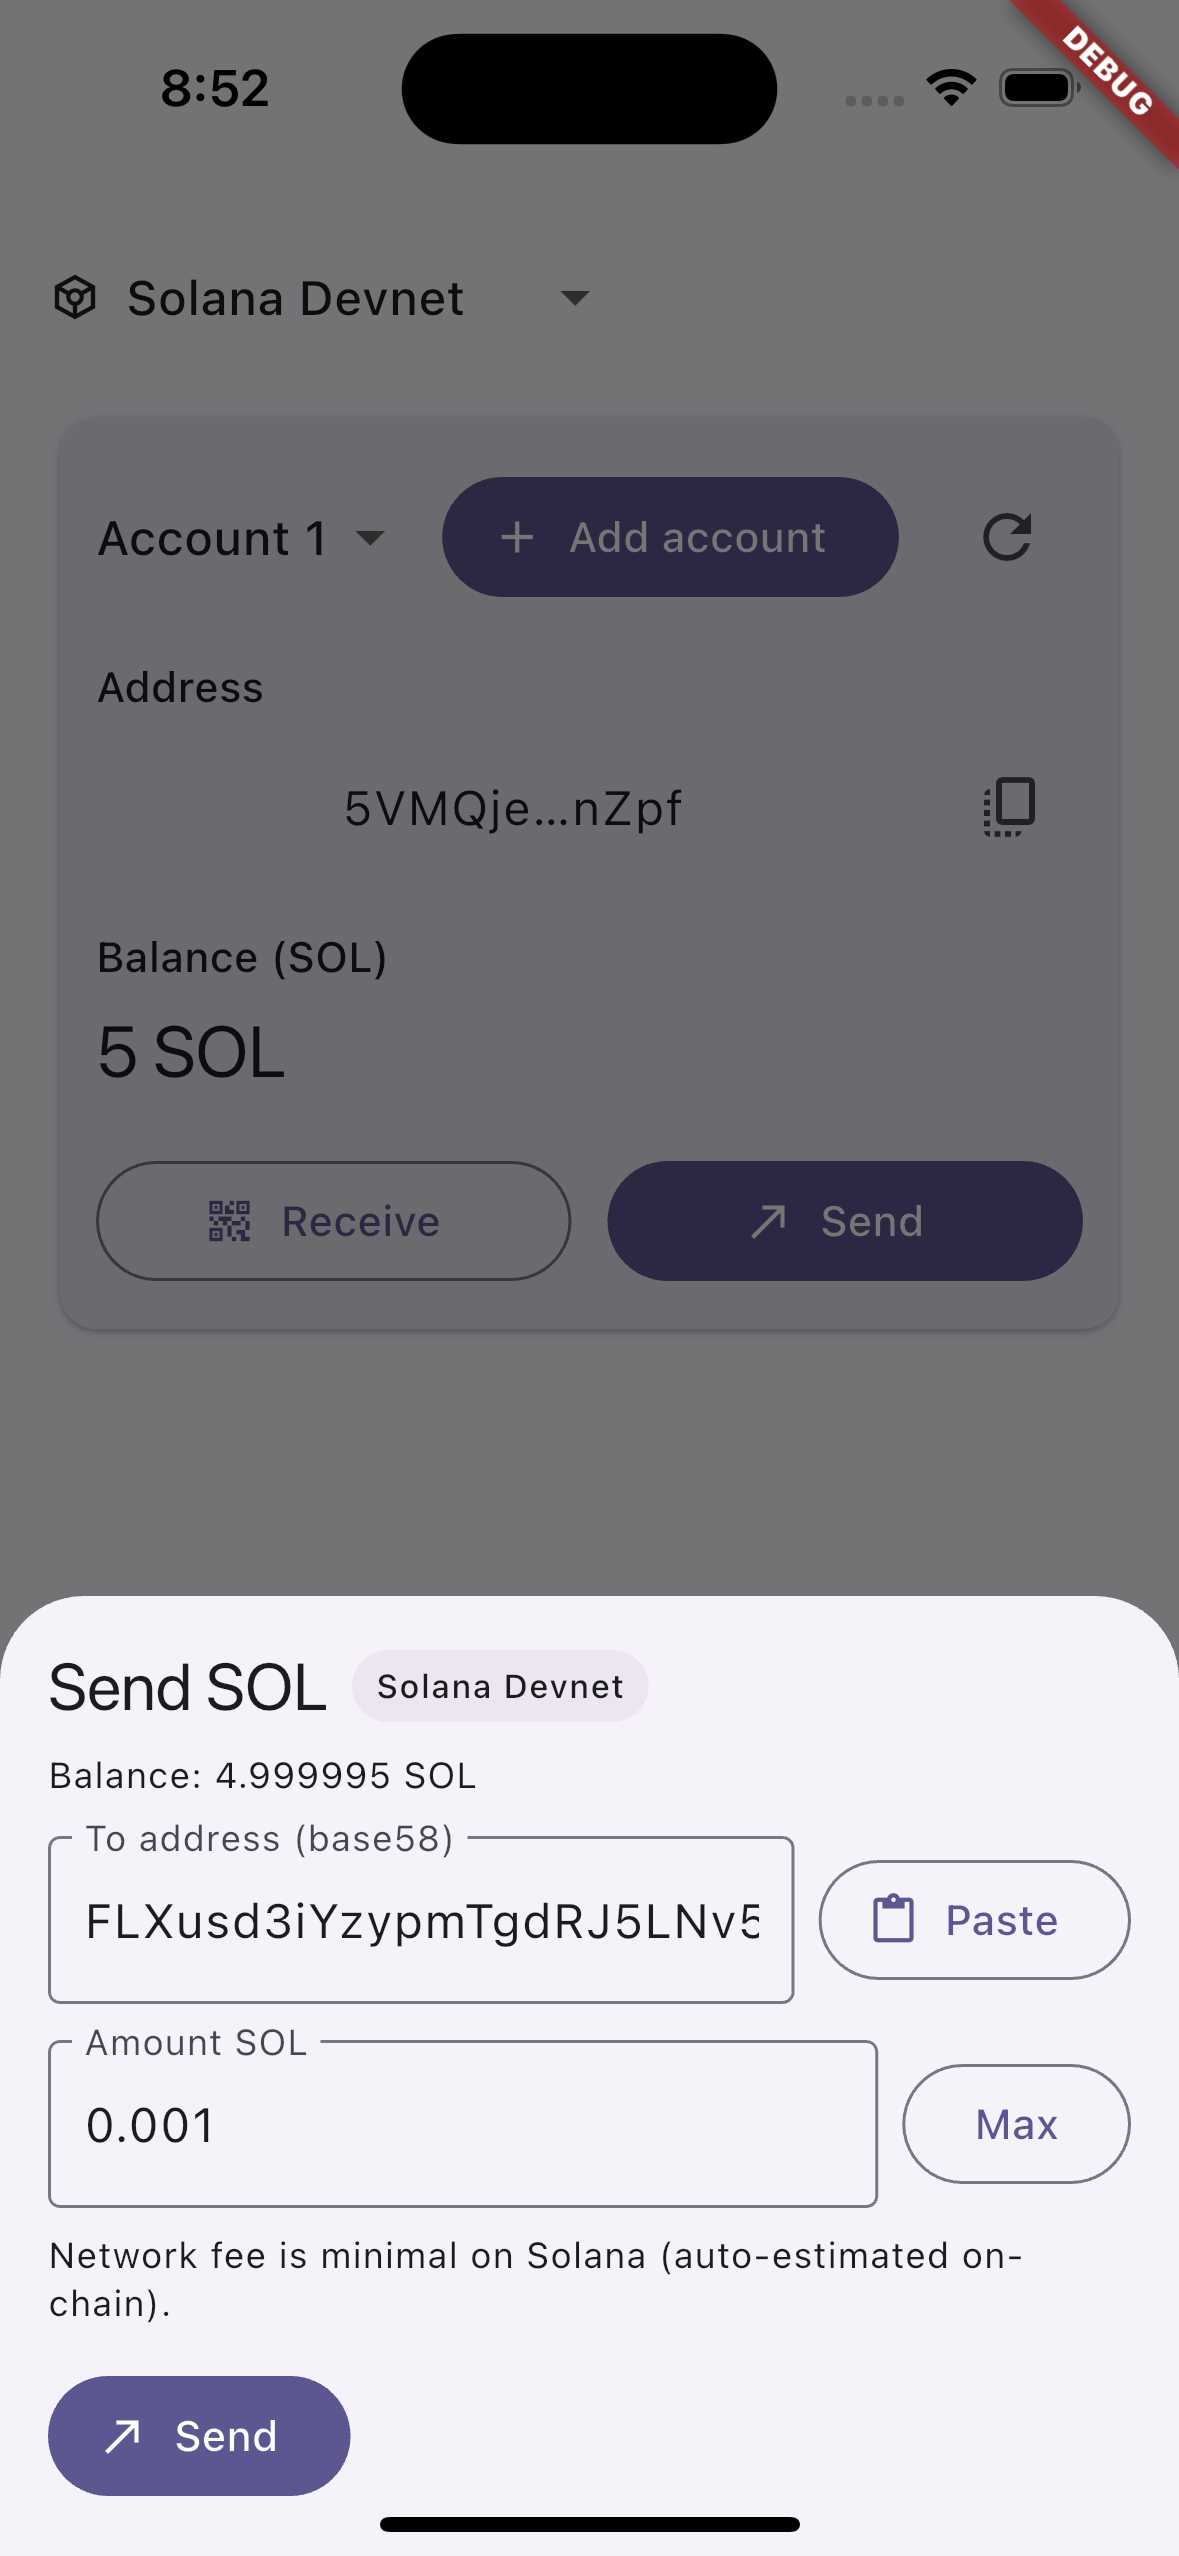 8:52
DEBUG
Solana Devnet
Account 1
Add account
Address
5VMQje...nZpf
Balance (SOL)
5 SOL
Receive
Send
Send SOL
Solana Devnet
Balance: 4.999995 SOL
To address (base58)
FLXusd3iYzypmTgdRJ5LNv5
Paste
Amount SOL
0.001
Max
Network fee is minimal on Solana (auto-estimated on-
chain).
Send